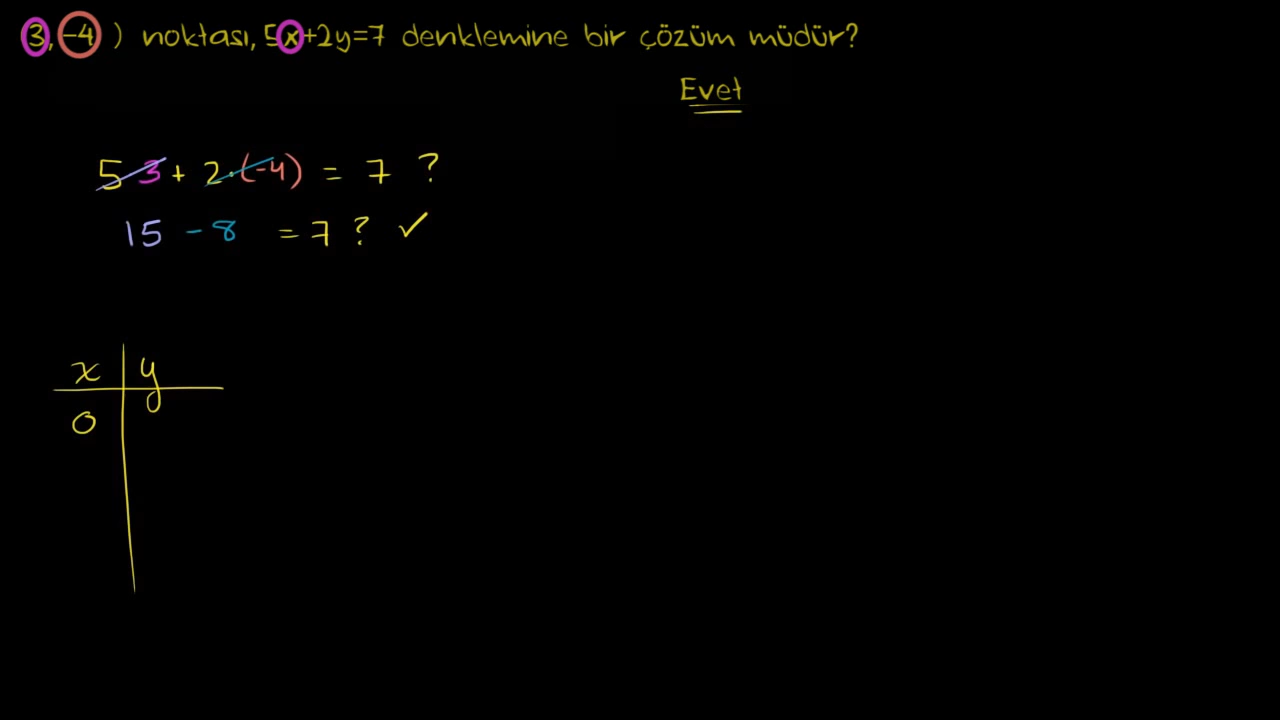 3, -4 ) noktası, 5x+2y=7 denklemine bir çözüm müdür?
Evet
5·3 + 2·(-4) = 7 ?
15 - 8 = 7 ? ✓
x y
0